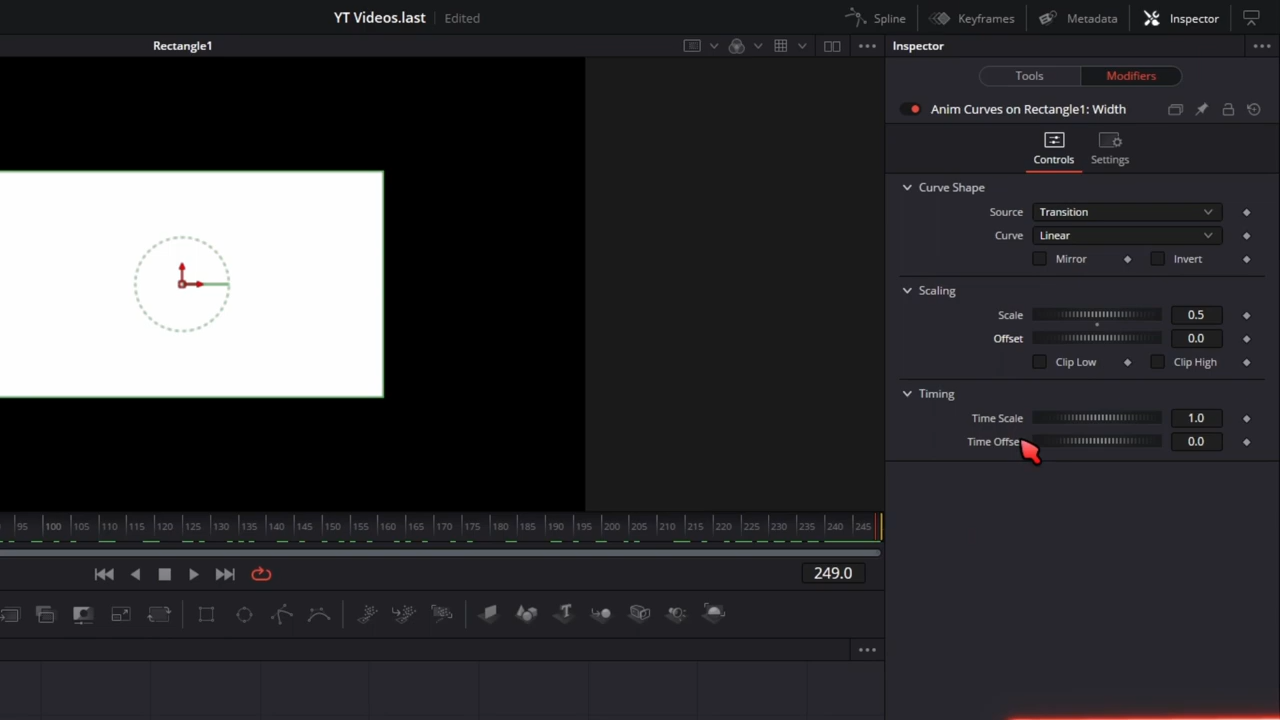 YT Videos.last Edited
Spline Keyframes Metadata Inspector
Rectangle1
Inspector
Tools Modifiers
Anim Curves on Rectangle1: Width
Controls Settings
Curve Shape
Source Transition
Curve Linear
Mirror Invert
Scaling
Scale 0.5
Offset 0.0
Clip Low Clip High
Timing
Time Scale 1.0
Time Offse 0.0
95 100 105 110 115 120 125 130 135 140 145 150 155 160 165 170 175 180 185 190 195 200 205 210 215 220 225 230 235 240 245
249.0